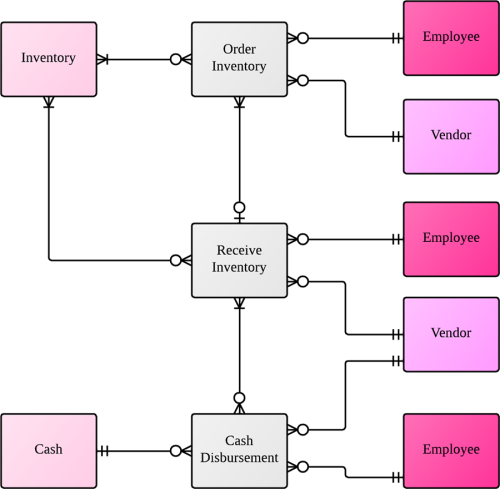 Employee
Inventory
Order
Inventory
Vendor
Employee
Receive
Inventory
Vendor
Cash
Cash
Disbursement
Employee